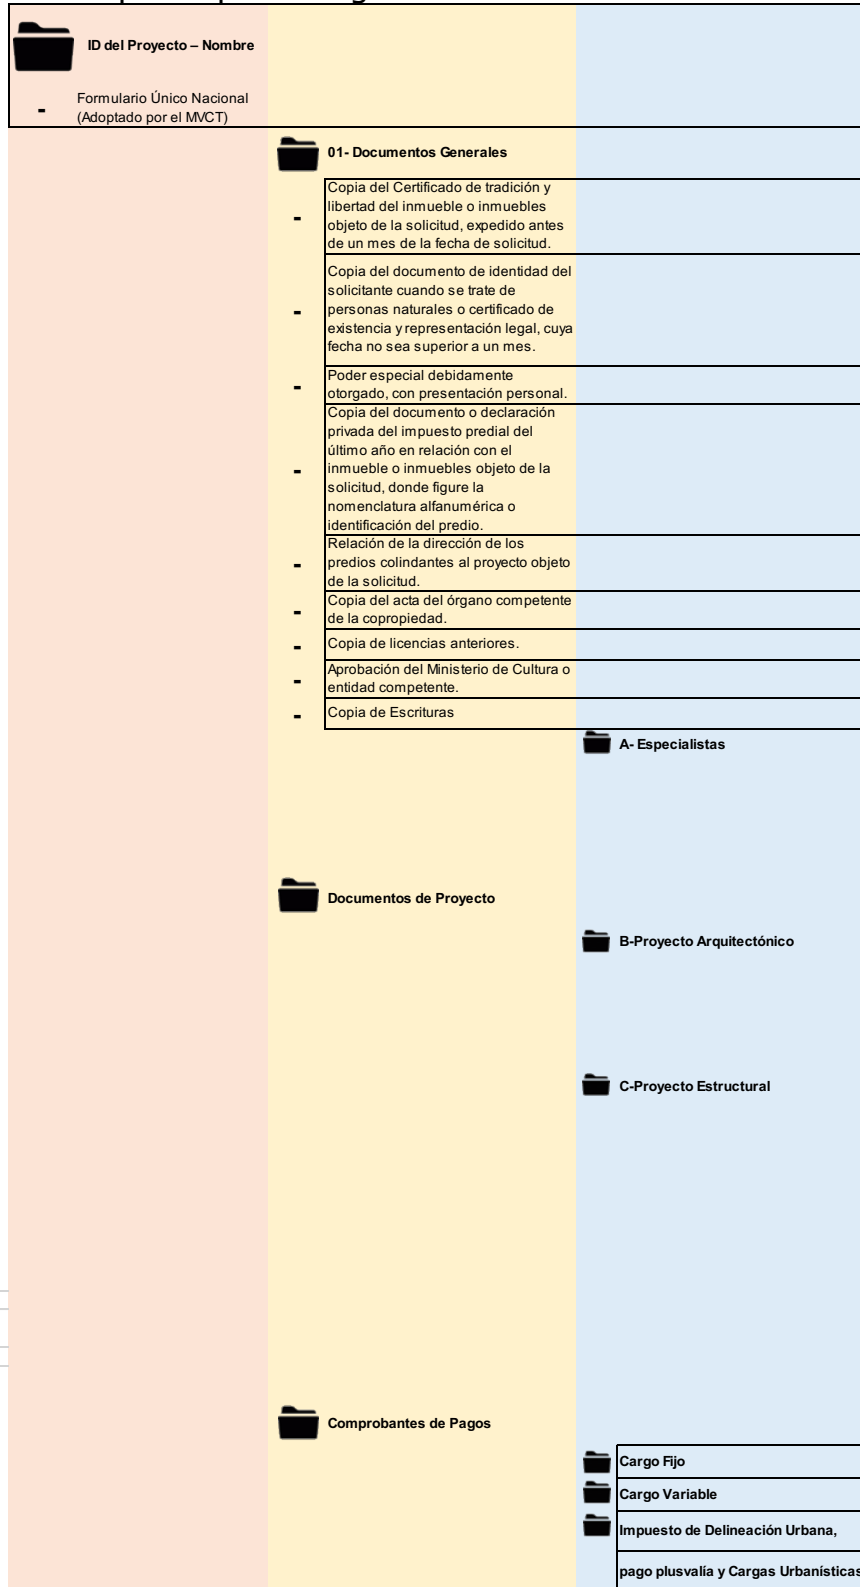 ID del Proyecto – Nombre
-
Formulario Único Nacional
(Adoptado por el MVCT)
01- Documentos Generales
-
Copia del Certificado de tradición y
libertad del inmueble o inmuebles
objeto de la solicitud, expedido antes
de un mes de la fecha de solicitud.
-
Copia del documento de identidad del
solicitante cuando se trate de
personas naturales o certificado de
existencia y representación legal, cuya
fecha no sea superior a un mes.
-
Poder especial debidamente
otorgado, con presentación personal.
-
Copia del documento o declaración
privada del impuesto predial del
último año en relación con el
inmueble o inmuebles objeto de la
solicitud, donde figure la
nomenclatura alfanumérica o
identificación del predio.
-
Relación de la dirección de los
predios colindantes al proyecto objeto
de la solicitud.
-
Copia del acta del órgano competente
de la copropiedad.
-
Copia de licencias anteriores.
-
Aprobación del Ministerio de Cultura o
entidad competente.
-
Copia de Escrituras
A- Especialistas
Documentos de Proyecto
B-Proyecto Arquitectónico
C-Proyecto Estructural
Comprobantes de Pagos
Cargo Fijo
Cargo Variable
Impuesto de Delineación Urbana,
pago plusvalía y Cargas Urbanísticas